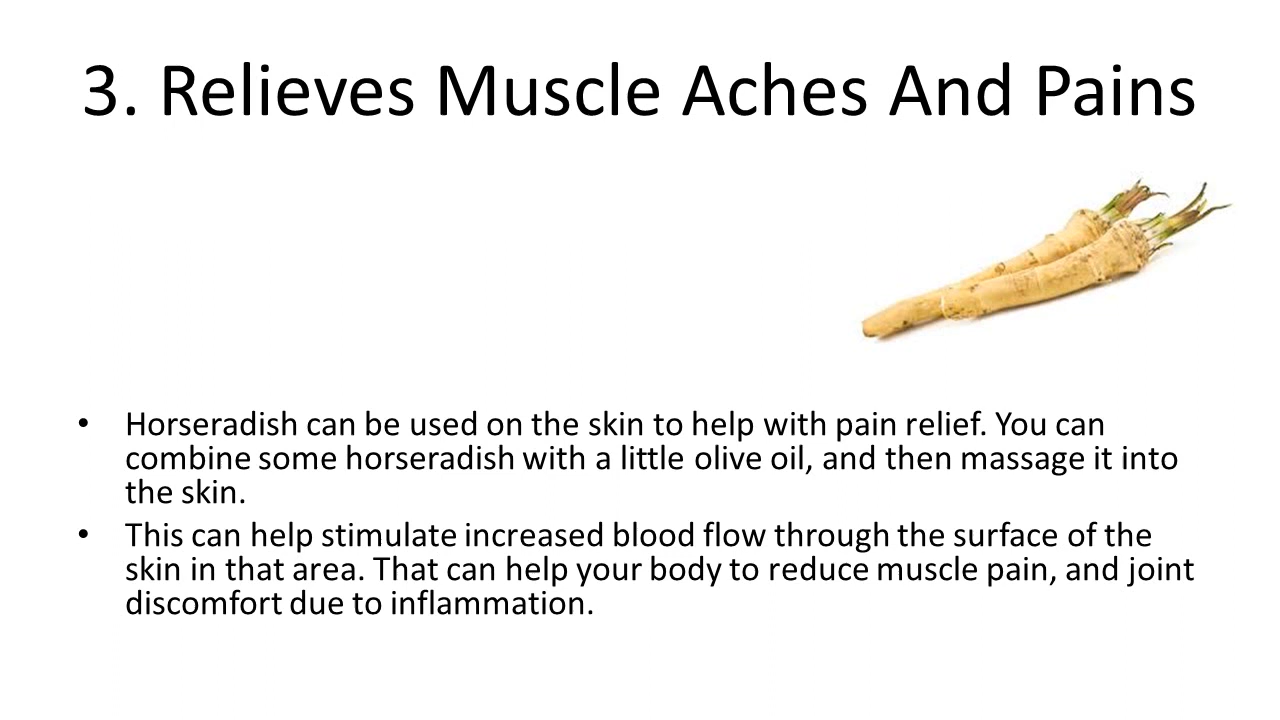 3. Relieves Muscle Aches And Pains
• Horseradish can be used on the skin to help with pain relief. You can
combine some horseradish with a little olive oil, and then massage it into
the skin.
• This can help stimulate increased blood flow through the surface of the
skin in that area. That can help your body to reduce muscle pain, and joint
discomfort due to inflammation.